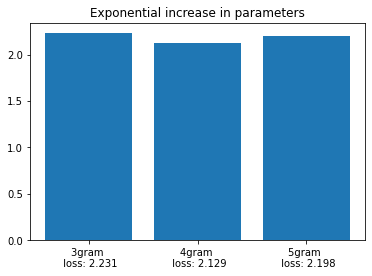 Exponential increase in parameters
2.0
1.5
1.0
0.5
0.0
3gram 4gram 5gram
loss: 2.231 loss: 2.129 loss: 2.198